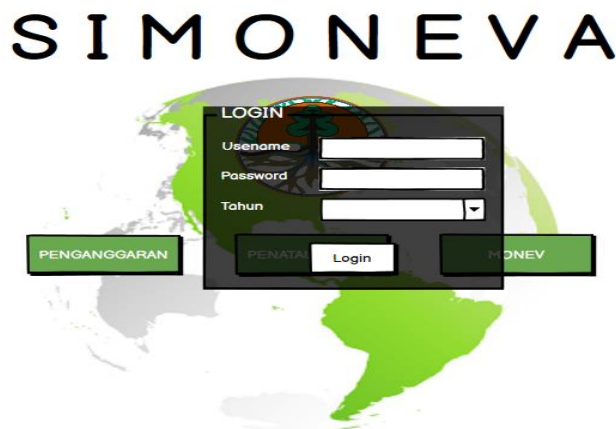 SIMONEVA
LOGIN
Usename
Password
Tahun
PENGANGGARAN
Login
MONEV